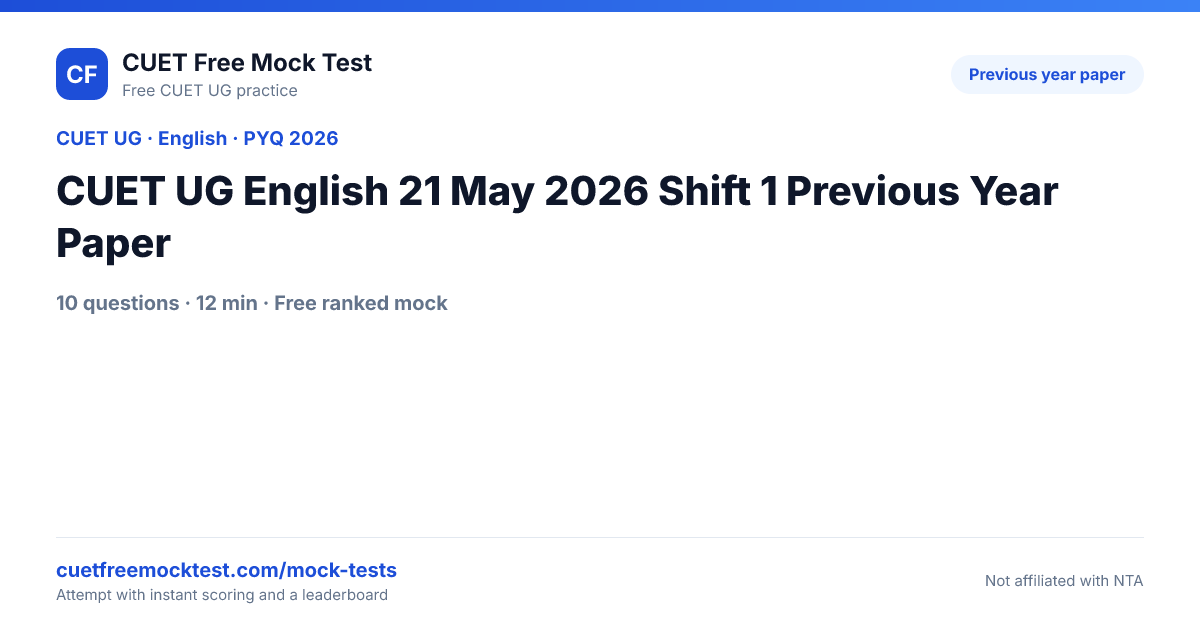 CF
CUET Free Mock Test
Free CUET UG practice
Previous year paper
CUET UG · English · PYQ 2026
CUET UG English 21 May 2026 Shift 1 Previous Year
Paper
10 questions · 12 min · Free ranked mock
cuetfreemocktest.com/mock-tests
Attempt with instant scoring and a leaderboard
Not affiliated with NTA